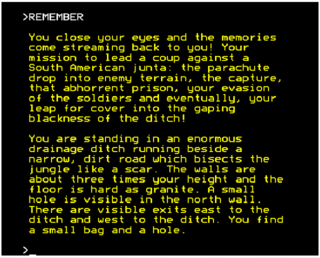 >REMEMBER
You close your eyes and the memories
come streaming back to you! Your
mission to lead a coup against a
South American junta: the parachute
drop into enemy terrain, the capture,
that abhorrent prison, your evasion
of the soldiers and eventually, your
leap for cover into the gaping
blackness of the ditch!
You are standing in an enormous
drainage ditch running beside a
narrow, dirt road which bisects the
jungle like a scar. The walls are
about three times your height and the
floor is hard as granite. A small
hole is visible in the north wall.
There are visible exits east to the
ditch and west to the ditch. You find
a small bag and a hole.
>_